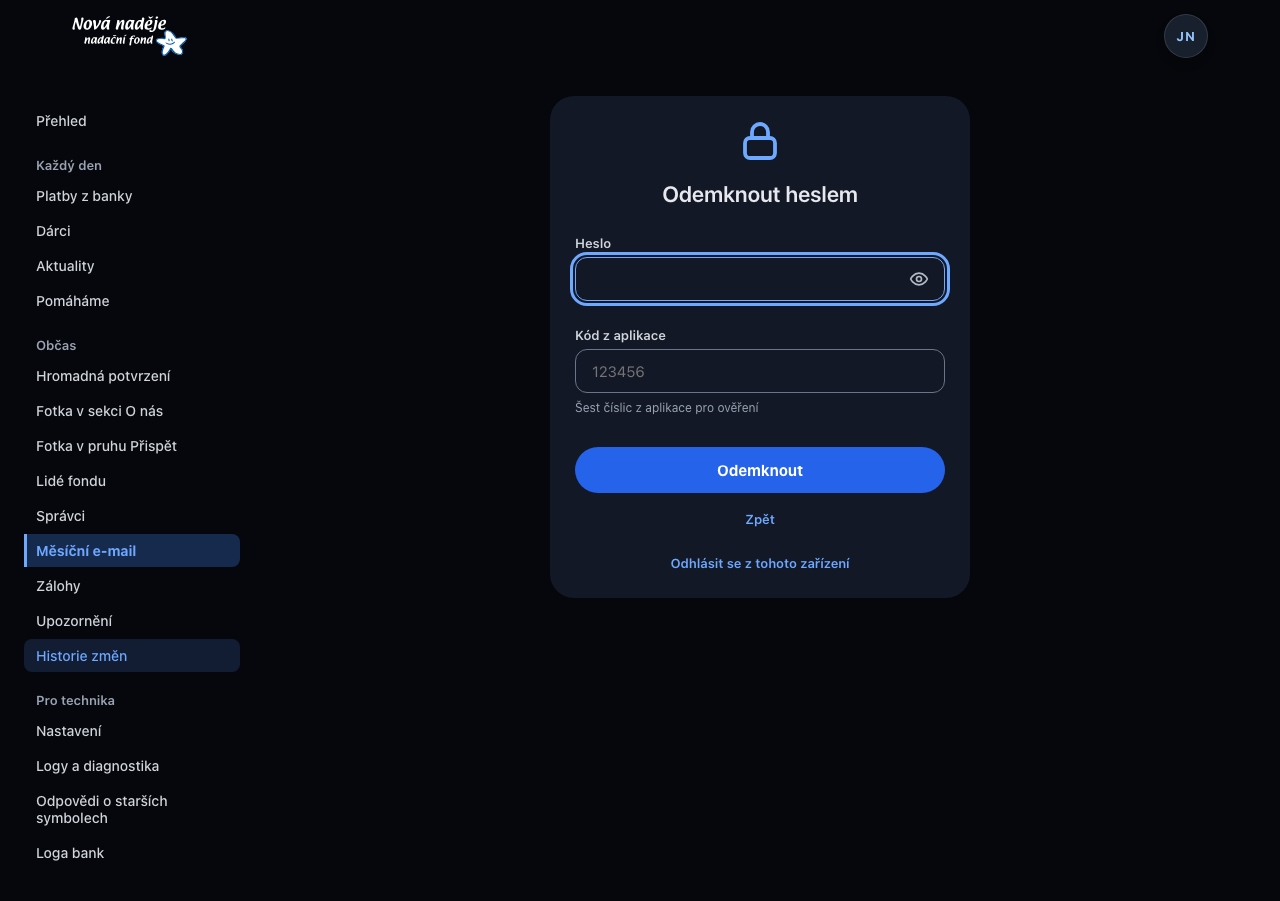 Nová naděje
nadační fond
JN
Přehled
Každý den
Platby z banky
Dárci
Aktuality
Pomáháme
Občas
Hromadná potvrzení
Fotka v sekci O nás
Fotka v pruhu Přispět
Lidé fondu
Správci
Měsíční e-mail
Zálohy
Upozornění
Historie změn
Pro technika
Nastavení
Logy a diagnostika
Odpovědi o starších
symbolech
Loga bank
Odemknout heslem
Heslo
Kód z aplikace
123456
Šest číslic z aplikace pro ověření
Odemknout
Zpět
Odhlásit se z tohoto zařízení